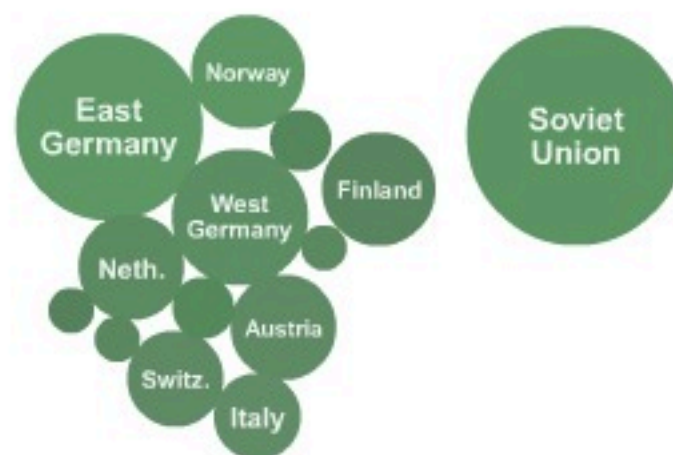 Norway
East
Germany
Soviet
Union
Finland
West
Germany
Neth.
Austria
Switz.
Italy